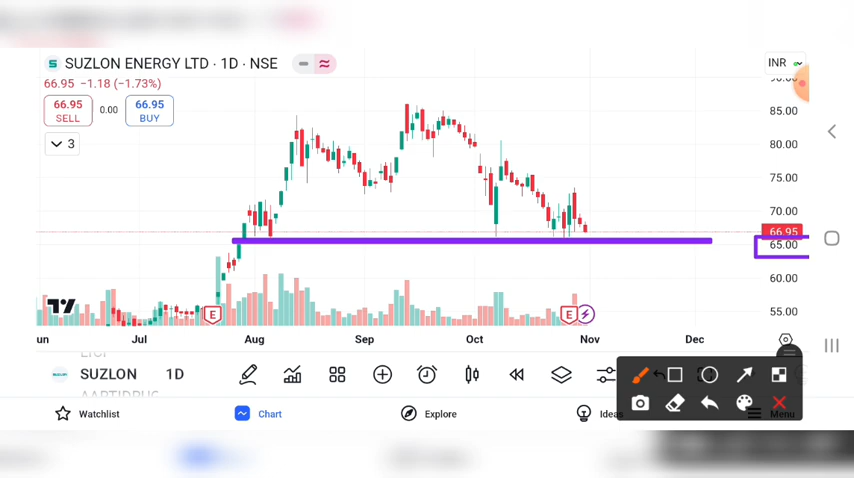 SUZLON ENERGY LTD · 1D · NSE
INR
66.95 −1.18 (−1.73%)
66.95
SELL
0.00
66.95
BUY
3
90.00
85.00
80.00
75.00
70.00
66.95
65.00
60.00
55.00
E
E
un
Jul
Aug
Sep
Oct
Nov
Dec
SUZLON
SUZLON
1D
Watchlist
Chart
Explore
Ideas
Menu